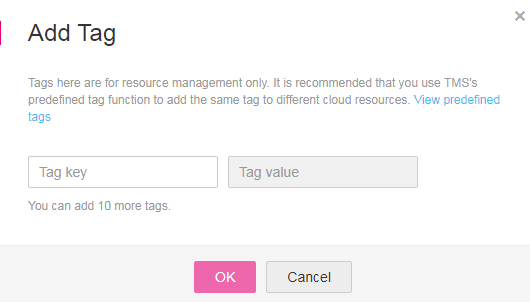 Add Tag
Tags here are for resource management only. It is recommended that you use TMS's
predefined tag function to add the same tag to different cloud resources. View predefined
tags
Tag key Tag value
You can add 10 more tags.
OK Cancel